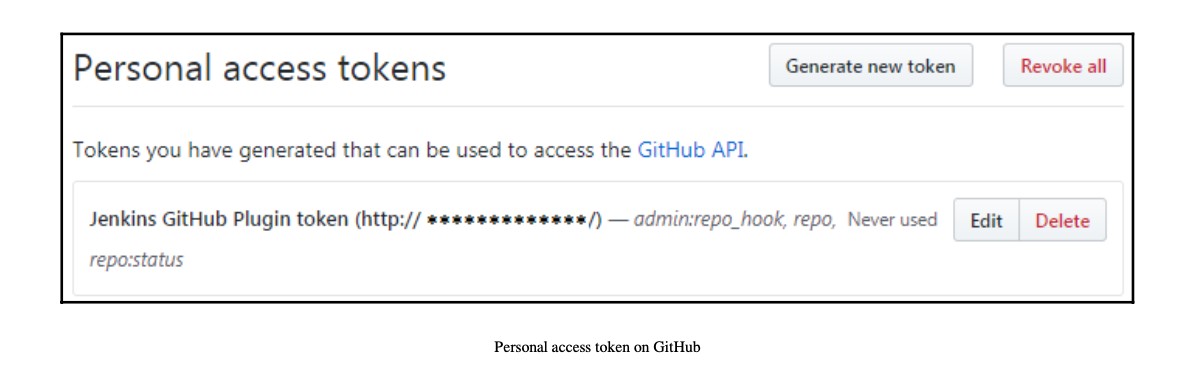 Personal access tokens
Generate new token
Revoke all
Tokens you have generated that can be used to access the GitHub API.
Jenkins GitHub Plugin token (http:// *************/) — admin:repo_hook, repo, Never used
Edit
Delete
repo:status
Personal access token on GitHub